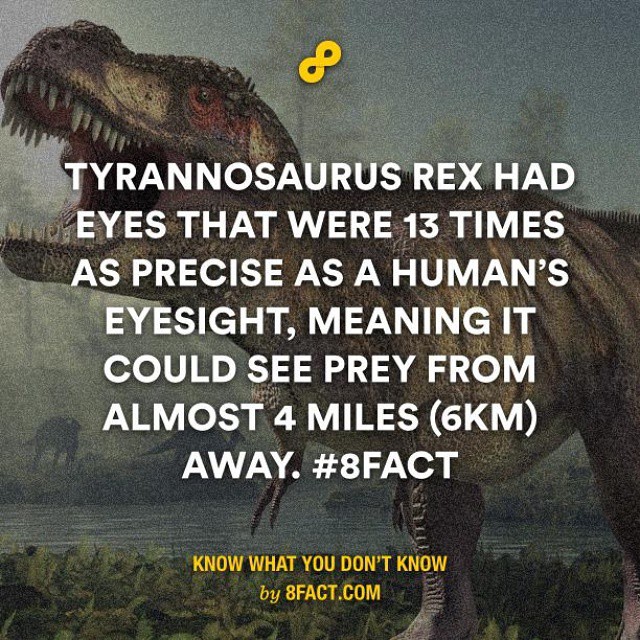 TYRANNOSAURUS REX HAD
EYES THAT WERE 13 TIMES
AS PRECISE AS A HUMAN'S
EYESIGHT, MEANING IT
COULD SEE PREY FROM
ALMOST 4 MILES (6KM)
AWAY. #8FACT
KNOW WHAT YOU DON'T KNOW
by 8FACT.COM